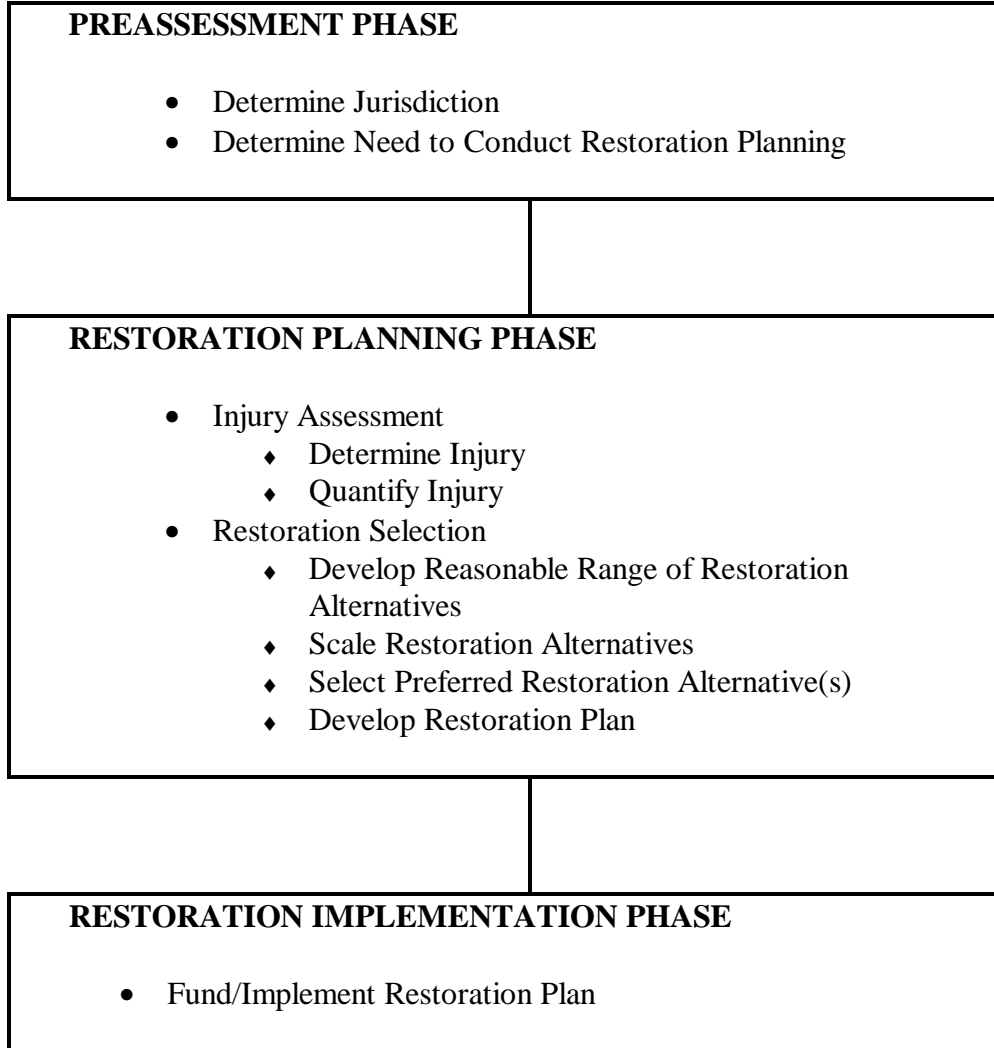 PREASSESSMENT PHASE
• Determine Jurisdiction
• Determine Need to Conduct Restoration Planning
RESTORATION PLANNING PHASE
• Injury Assessment
♦ Determine Injury
♦ Quantify Injury
• Restoration Selection
♦ Develop Reasonable Range of Restoration
Alternatives
♦ Scale Restoration Alternatives
♦ Select Preferred Restoration Alternative(s)
♦ Develop Restoration Plan
RESTORATION IMPLEMENTATION PHASE
• Fund/Implement Restoration Plan